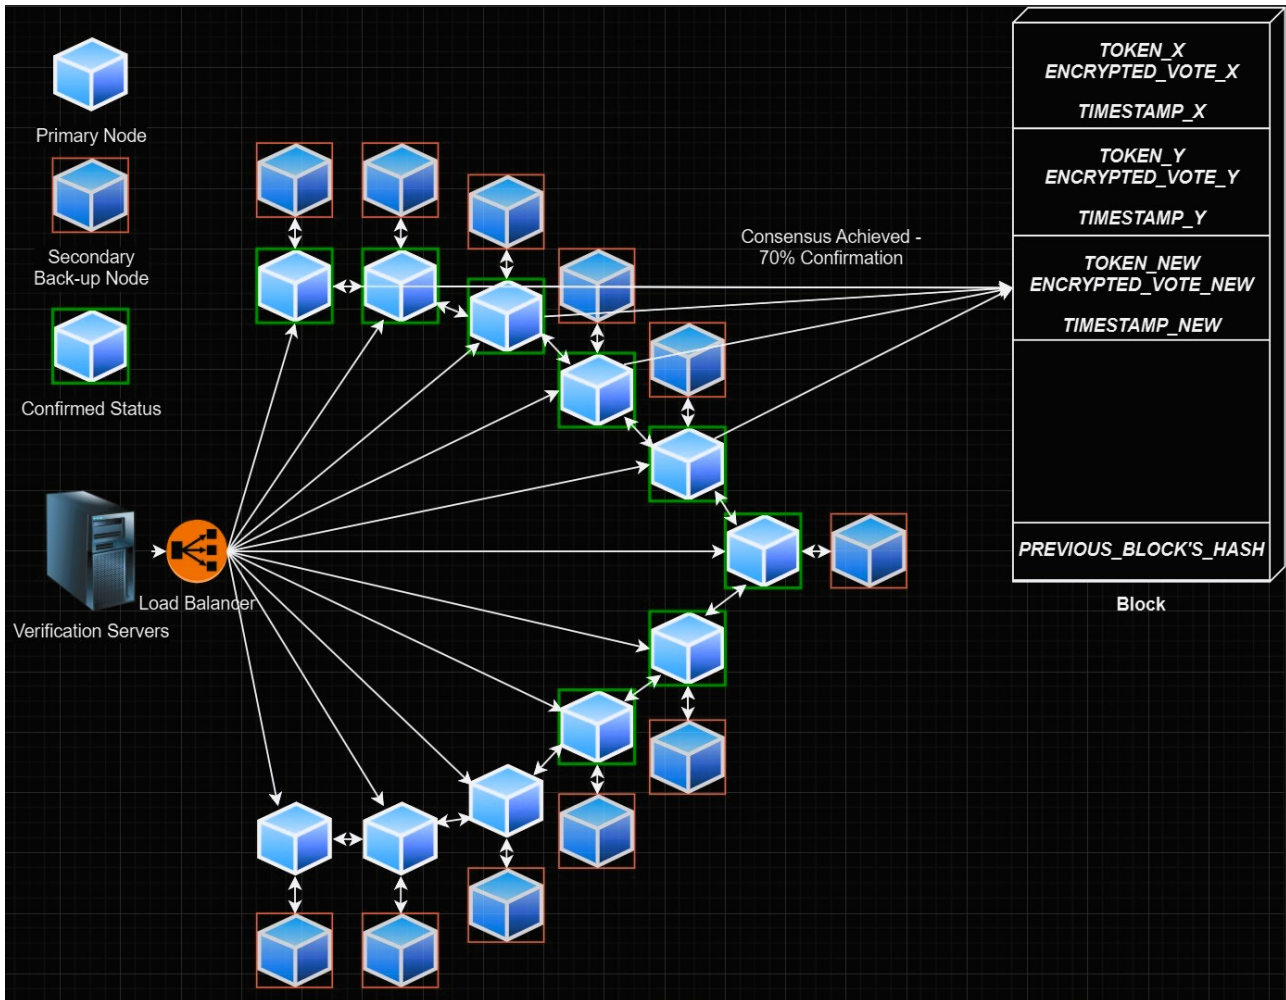 Primary Node
Secondary
Back-up Node
Confirmed Status
Verification Servers
Load Balancer
Consensus Achieved -
70% Confirmation
TOKEN_X
ENCRYPTED_VOTE_X
TIMESTAMP_X
TOKEN_Y
ENCRYPTED_VOTE_Y
TIMESTAMP_Y
TOKEN_NEW
ENCRYPTED_VOTE_NEW
TIMESTAMP_NEW
PREVIOUS_BLOCK'S_HASH
Block